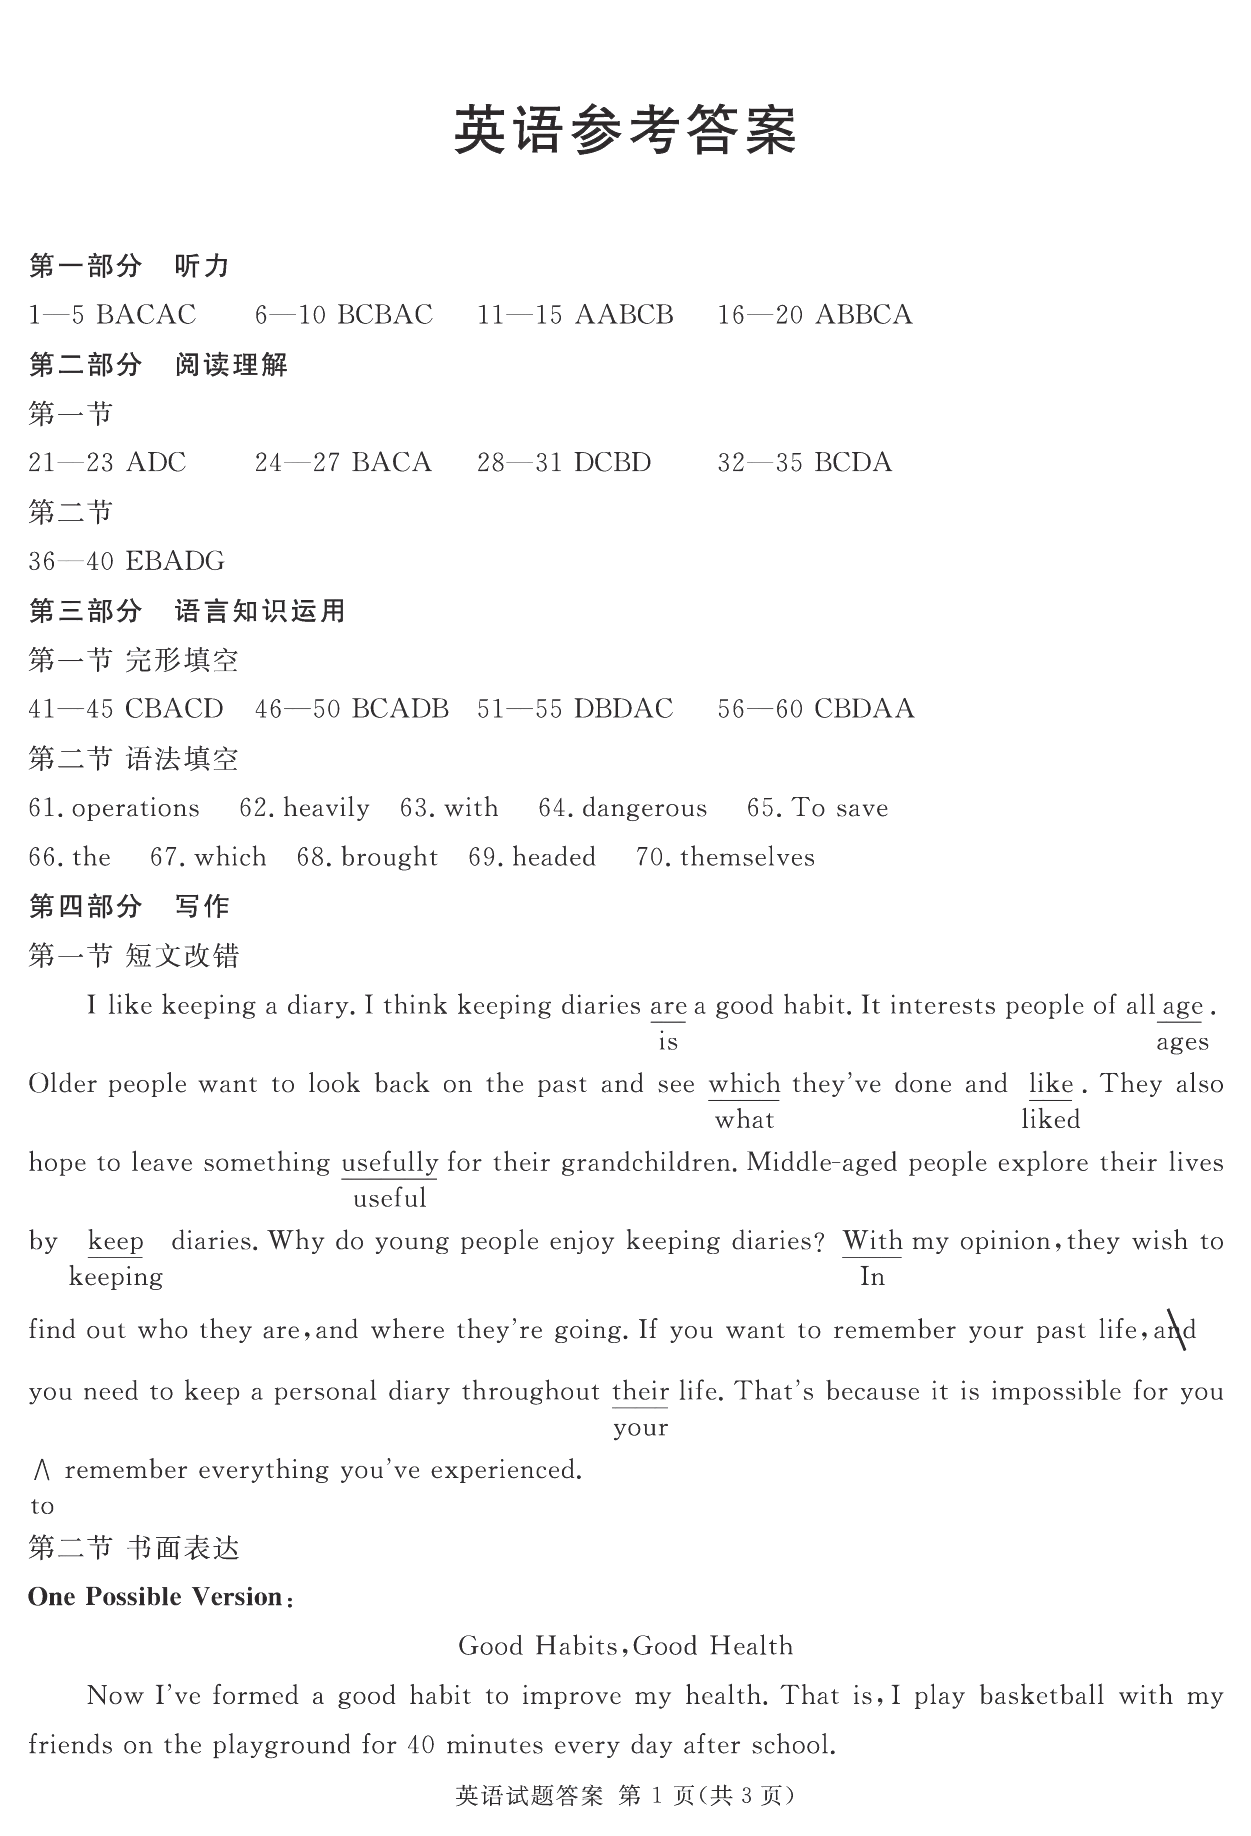 英语参考答案
第一部分 听力
1—5 BACAC 6—10 BCBAC 11—15 AABCB 16—20 ABBCA
第二部分 阅读理解
第一节
21—23 ADC 24—27 BACA 28—31 DCBD 32—35 BCDA
第二节
36—40 EBADG
第三部分 语言知识运用
第一节 完形填空
41—45 CBACD 46—50 BCADB 51—55 DBDAC 56—60 CBDAA
第二节 语法填空
61. operations 62. heavily 63. with 64. dangerous 65. To save
66. the 67. which 68. brought 69. headed 70. themselves
第四部分 写作
第一节 短文改错
I like keeping a diary. I think keeping diaries are a good habit. It interests people of all age .
is ages
Older people want to look back on the past and see which they've done and like . They also
what liked
hope to leave something usefully for their grandchildren. Middle-aged people explore their lives
useful
by keep diaries. Why do young people enjoy keeping diaries? With my opinion, they wish to
keeping In
find out who they are, and where they're going. If you want to remember your past life, and
you need to keep a personal diary throughout their life. That's because it is impossible for you
your
∧ remember everything you've experienced.
to
第二节 书面表达
One Possible Version:
Good Habits, Good Health
Now I've formed a good habit to improve my health. That is, I play basketball with my
friends on the playground for 40 minutes every day after school.
英语试题答案 第 1 页(共 3 页)